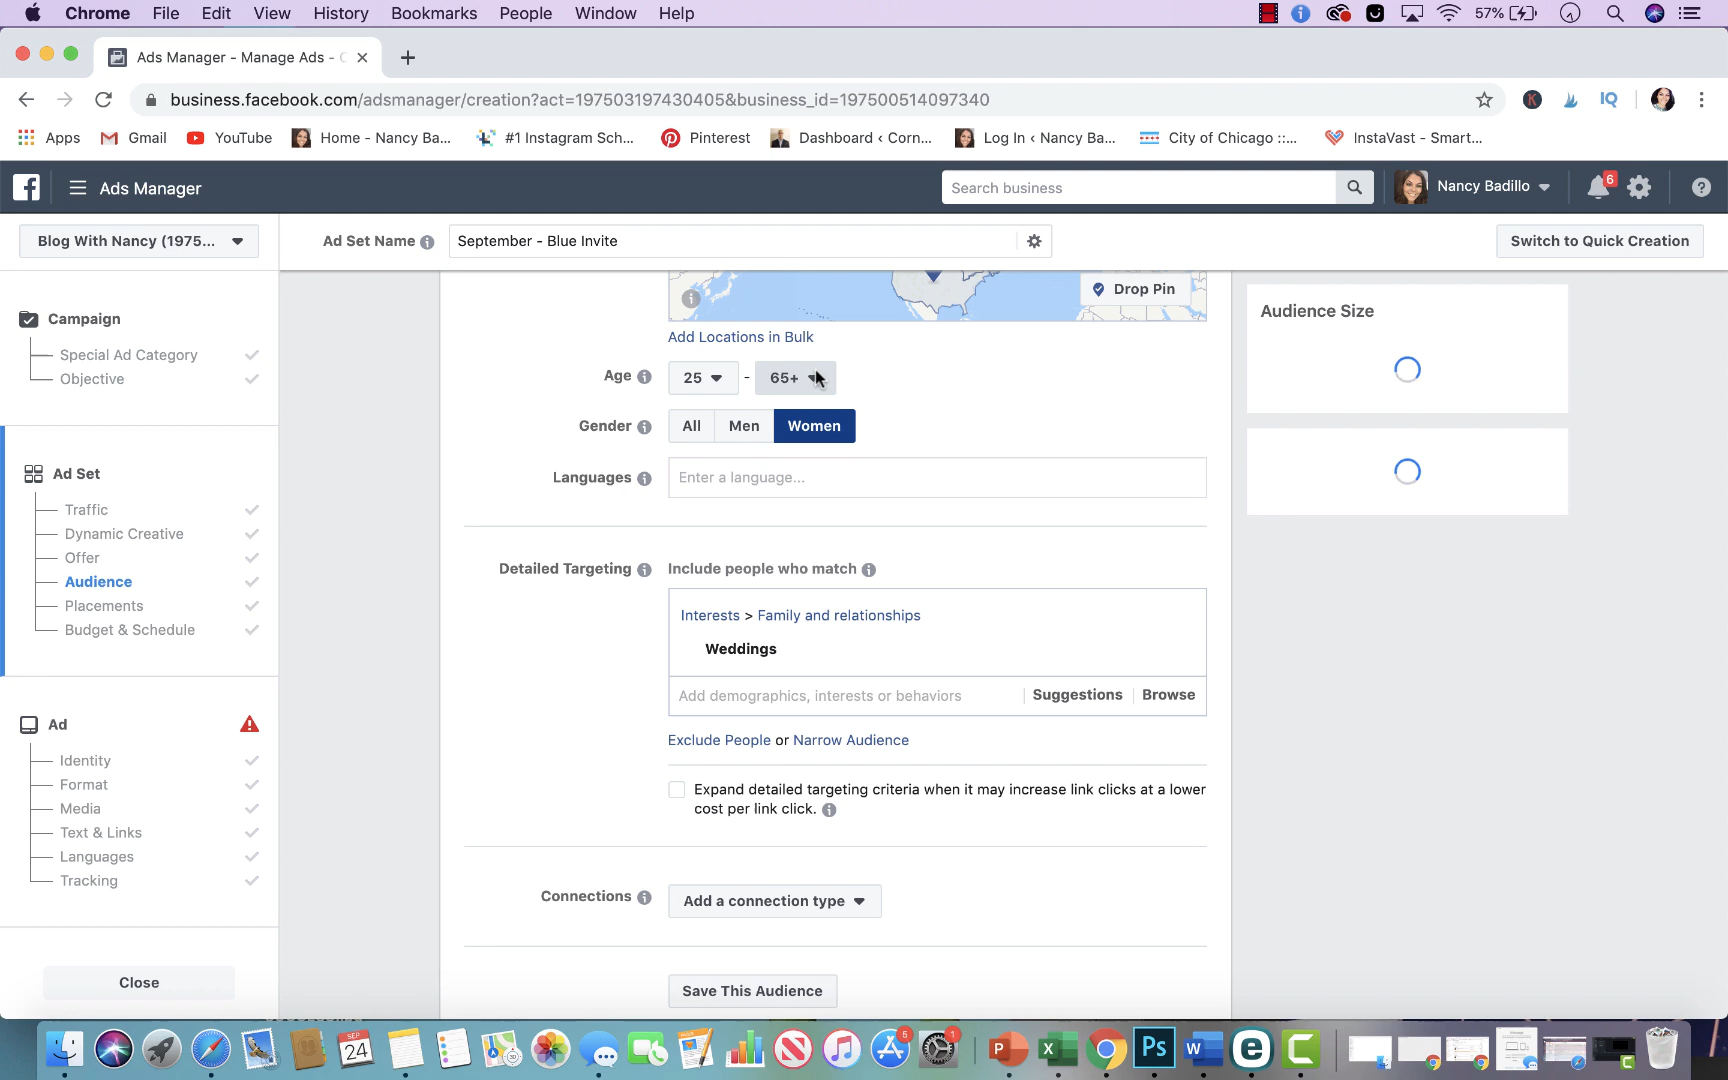 Chrome File Edit View History Bookmarks People Window Help 57%
Ads Manager - Manage Ads -
business.facebook.com/adsmanager/creation?act=197503197430405&business_id=197500514097340
Apps Gmail YouTube Home - Nancy Ba... #1 Instagram Sch... Pinterest Dashboard ‹ Corn... Log In ‹ Nancy Ba... City of Chicago ::... InstaVast - Smart...
Ads Manager Search business Nancy Badillo 6
Blog With Nancy (1975... Ad Set Name September - Blue Invite Switch to Quick Creation
Campaign
Special Ad Category
Objective
Ad Set
Traffic
Dynamic Creative
Offer
Audience
Placements
Budget & Schedule
Ad
Identity
Format
Media
Text & Links
Languages
Tracking
Close
Drop Pin
Add Locations in Bulk
Age 25 - 65+
Gender All Men Women
Languages Enter a language...
Detailed Targeting Include people who match
Interests > Family and relationships
Weddings
Add demographics, interests or behaviors Suggestions Browse
Exclude People or Narrow Audience
Expand detailed targeting criteria when it may increase link clicks at a lower
cost per link click.
Connections Add a connection type
Save This Audience
Audience Size
SEP
24
5
1
P X Ps W C